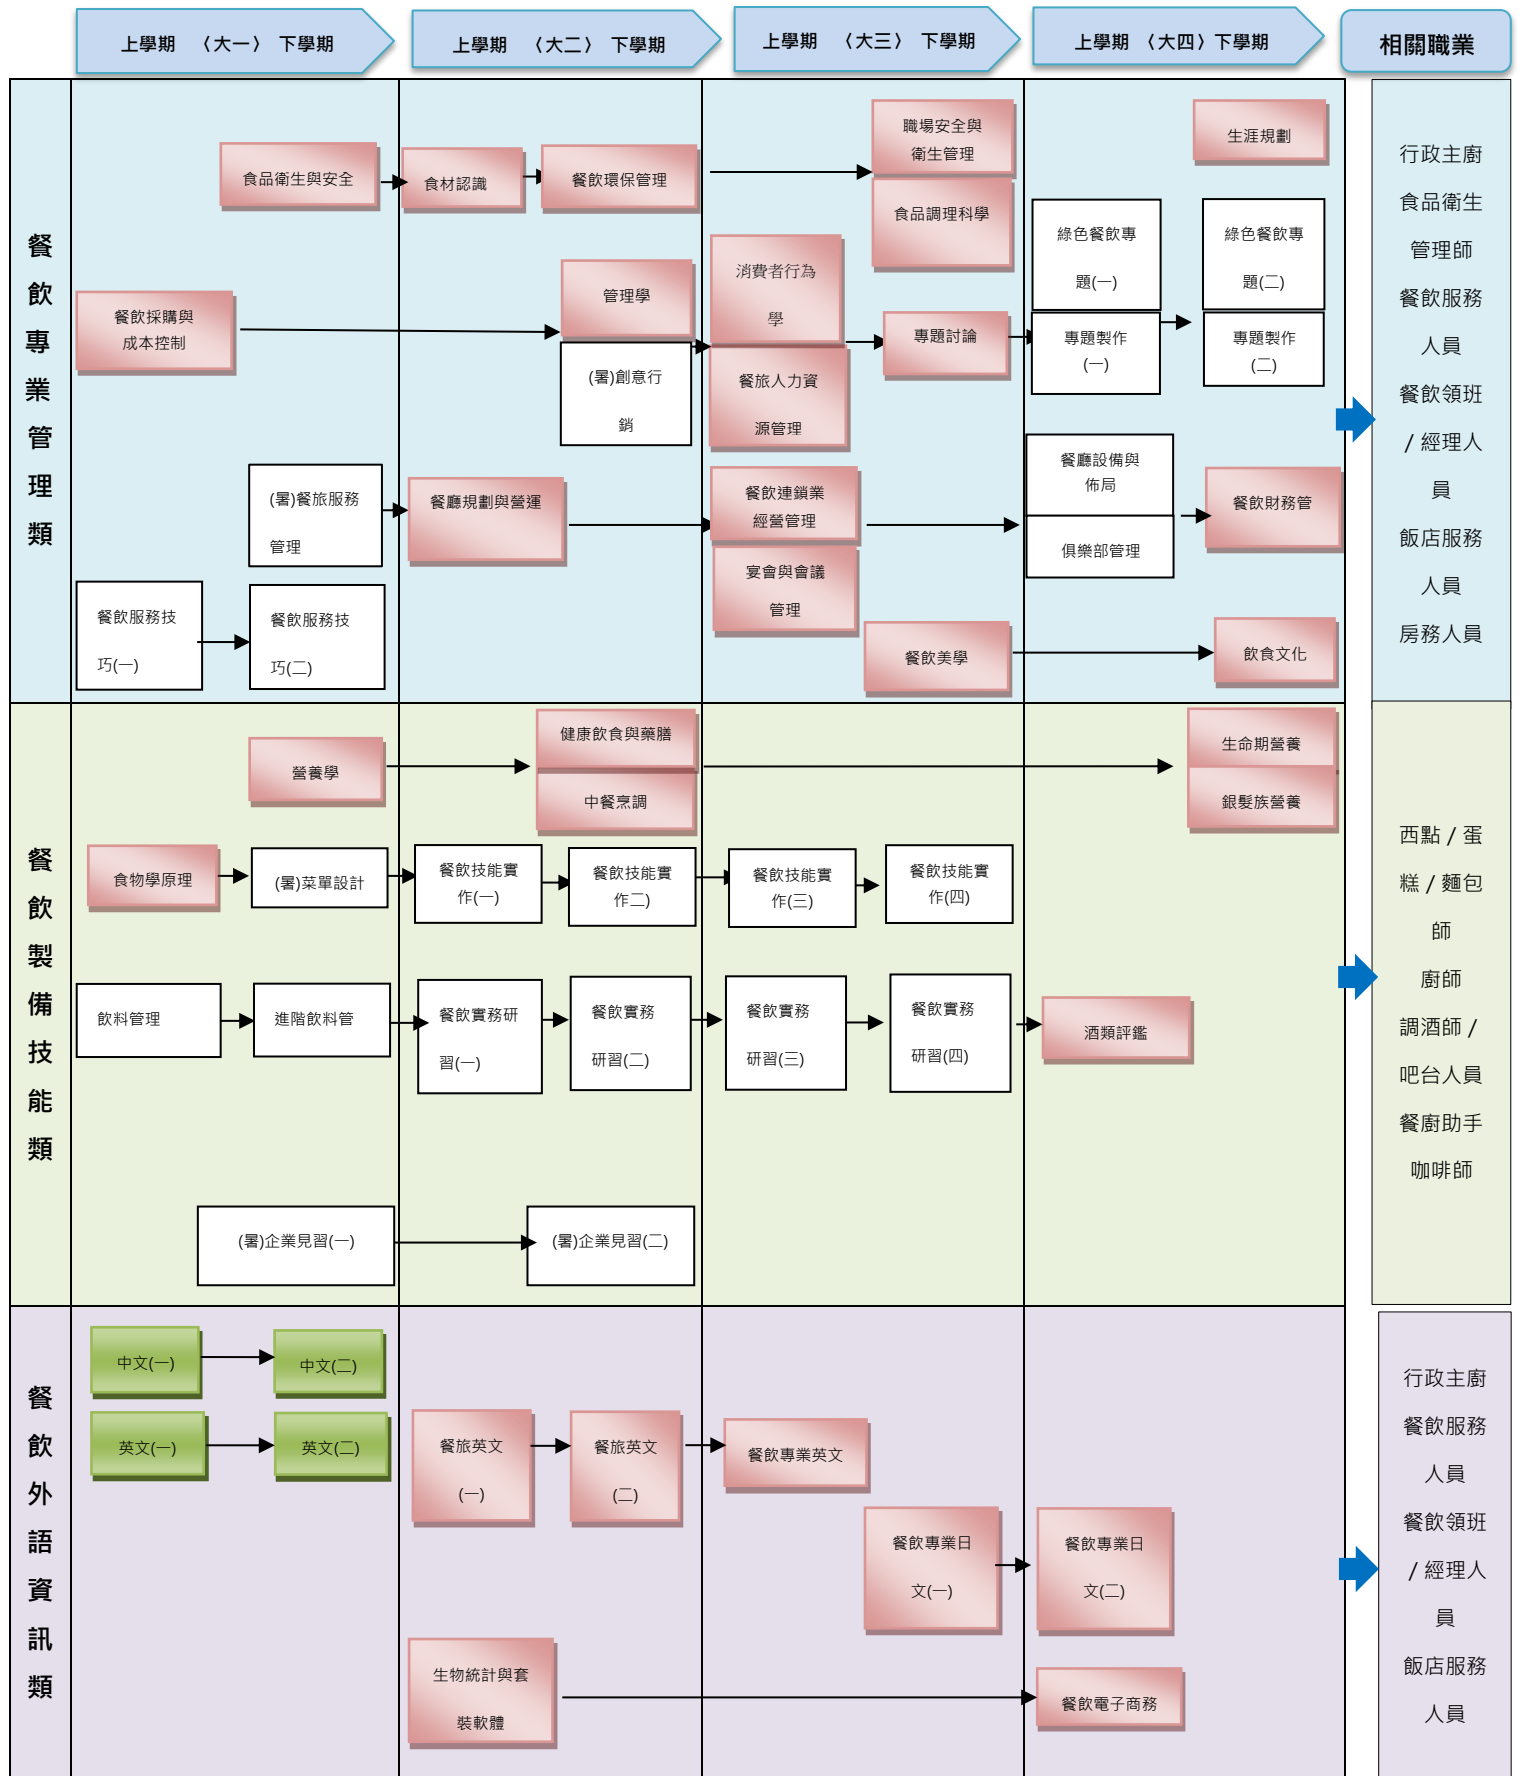 上學期 〈大一〉 下學期
上學期 〈大二〉 下學期
上學期 〈大三〉 下學期
上學期 〈大四〉下學期
相關職業
餐飲專業管理類
食品衛生與安全
食材認識
餐飲環保管理
職場安全與
衛生管理
食品調理科學
生涯規劃
餐飲採購與
成本控制
管理學
(暑)創意行
銷
消費者行為
學
餐旅人力資
源管理
專題討論
綠色餐飲專
題(一)
專題製作
(一)
綠色餐飲專
題(二)
專題製作
(二)
(暑)餐旅服務
管理
餐廳規劃與營運
餐飲連鎖業
經營管理
宴會與會議
管理
餐廳設備與
佈局
俱樂部管理
餐飲財務管
餐飲服務技
巧(一)
餐飲服務技
巧(二)
餐飲美學
飲食文化
行政主廚
食品衛生
管理師
餐飲服務
人員
餐飲領班
/ 經理人
員
飯店服務
人員
房務人員
餐飲製備技能類
營養學
健康飲食與藥膳
中餐烹調
生命期營養
銀髮族營養
食物學原理
(暑)菜單設計
餐飲技能實
作(一)
餐飲技能實
作二)
餐飲技能實
作(三)
餐飲技能實
作(四)
飲料管理
進階飲料管
餐飲實務研
習(一)
餐飲實務
研習(二)
餐飲實務
研習(三)
餐飲實務
研習(四)
酒類評鑑
(暑)企業見習(一)
(暑)企業見習(二)
西點 / 蛋
糕 / 麵包
師
廚師
調酒師 /
吧台人員
餐廚助手
咖啡師
餐飲外語資訊類
中文(一)
中文(二)
英文(一)
英文(二)
餐旅英文
(一)
餐旅英文
(二)
餐飲專業英文
餐飲專業日
文(一)
餐飲專業日
文(二)
生物統計與套
裝軟體
餐飲電子商務
行政主廚
餐飲服務
人員
餐飲領班
/ 經理人
員
飯店服務
人員